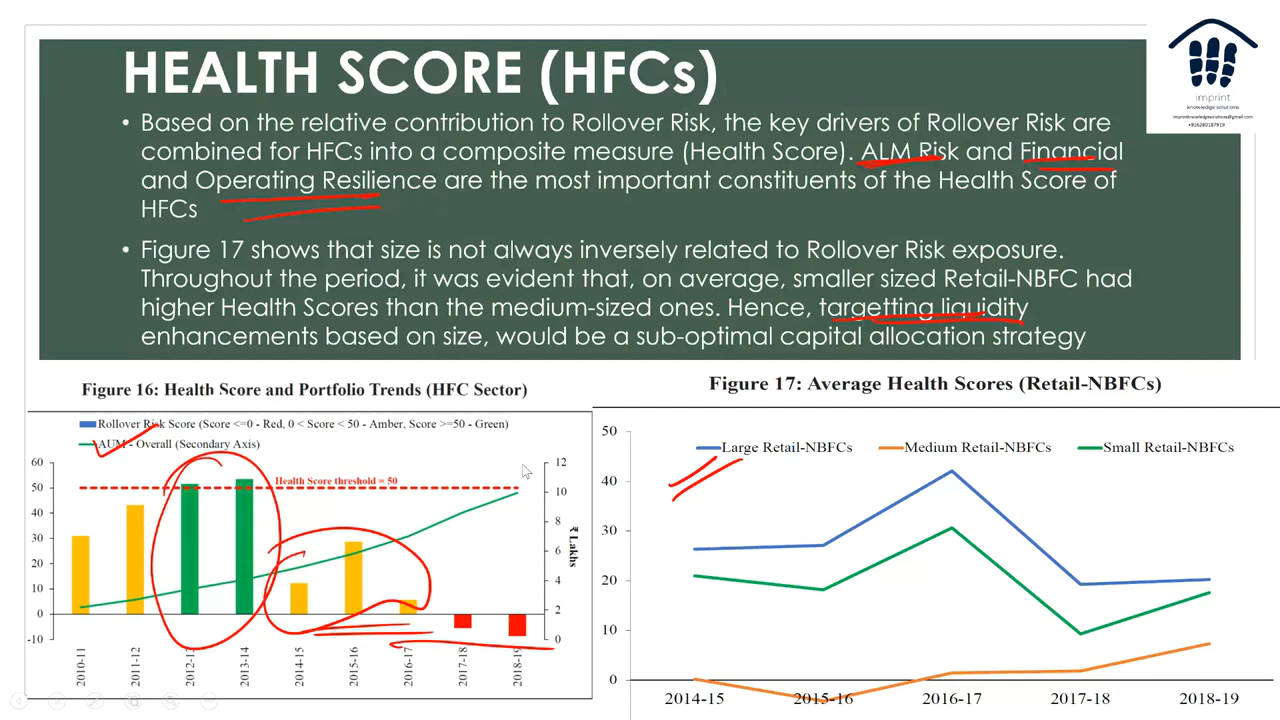 HEALTH SCORE (HFCs)
imprint
knowledge solutions
imprintknowledgesolutions@gmail.com
+916280187919
• Based on the relative contribution to Rollover Risk, the key drivers of Rollover Risk are
combined for HFCs into a composite measure (Health Score). ALM Risk and Financial
and Operating Resilience are the most important constituents of the Health Score of
HFCs
• Figure 17 shows that size is not always inversely related to Rollover Risk exposure.
Throughout the period, it was evident that, on average, smaller sized Retail-NBFC had
higher Health Scores than the medium-sized ones. Hence, targetting liquidity
enhancements based on size, would be a sub-optimal capital allocation strategy
Figure 16: Health Score and Portfolio Trends (HFC Sector)
Rollover Risk Score (Score <=0 - Red, 0 < Score < 50 - Amber, Score >=50 - Green)
AUM - Overall (Secondary Axis)
Health Score threshold = 50
60
50
40
30
20
10
0
-10
12
10
8
6
4
2
0
₹ Lakhs
2010-11
2011-12
2012-13
2013-14
2014-15
2015-16
2016-17
2017-18
2018-19
Figure 17: Average Health Scores (Retail-NBFCs)
Large Retail-NBFCs Medium Retail-NBFCs Small Retail-NBFCs
50
40
30
20
10
0
2014-15 2015-16 2016-17 2017-18 2018-19